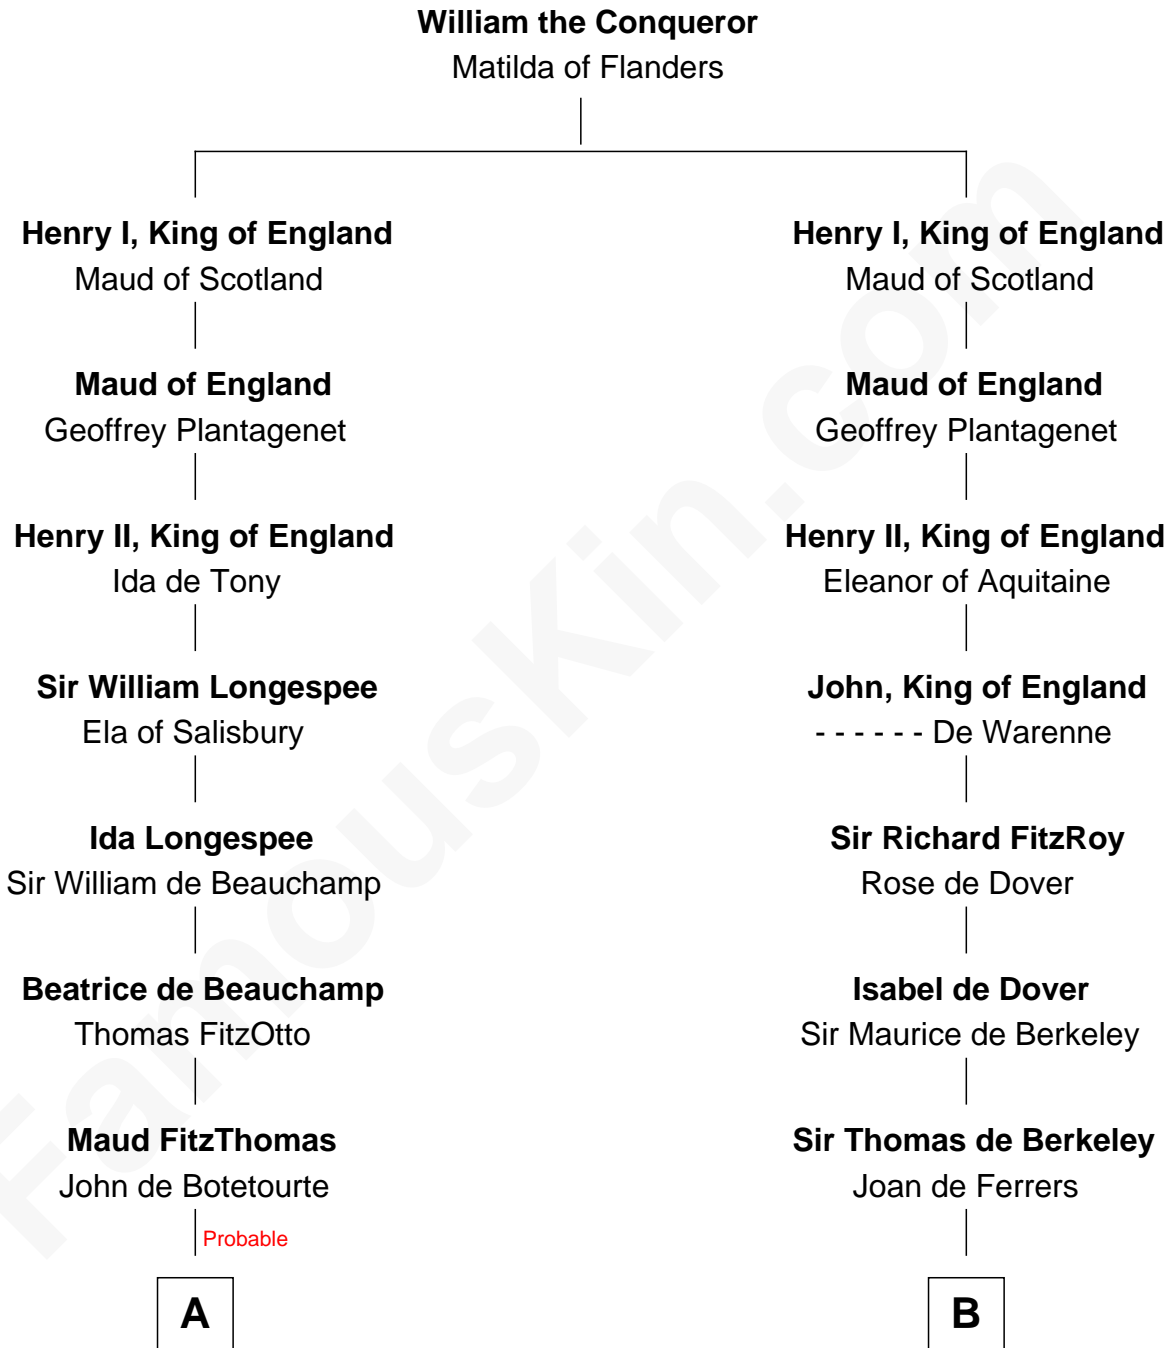 William the Conqueror
Matilda of Flanders
Henry I, King of England
Maud of Scotland
Maud of England
Geoffrey Plantagenet
Henry II, King of England
Ida de Tony
Sir William Longespee
Ela of Salisbury
Ida Longespee
Sir William de Beauchamp
Beatrice de Beauchamp
Thomas FitzOtto
Maud FitzThomas
John de Botetourte
Probable
A
Henry I, King of England
Maud of Scotland
Maud of England
Geoffrey Plantagenet
Henry II, King of England
Eleanor of Aquitaine
John, King of England
- - - - - - De Warenne
Sir Richard FitzRoy
Rose de Dover
Isabel de Dover
Sir Maurice de Berkeley
Sir Thomas de Berkeley
Joan de Ferrers
B
FamousKin.com